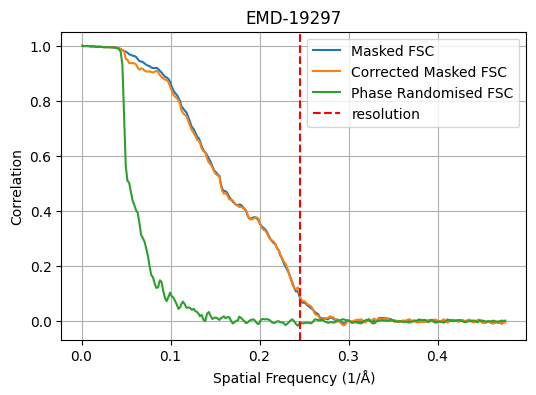 EMD-19297
1.0
0.8
0.6
0.4
0.2
0.0
Correlation
Masked FSC
Corrected Masked FSC
Phase Randomised FSC
resolution
0.0 0.1 0.2 0.3 0.4
Spatial Frequency (1/Å)